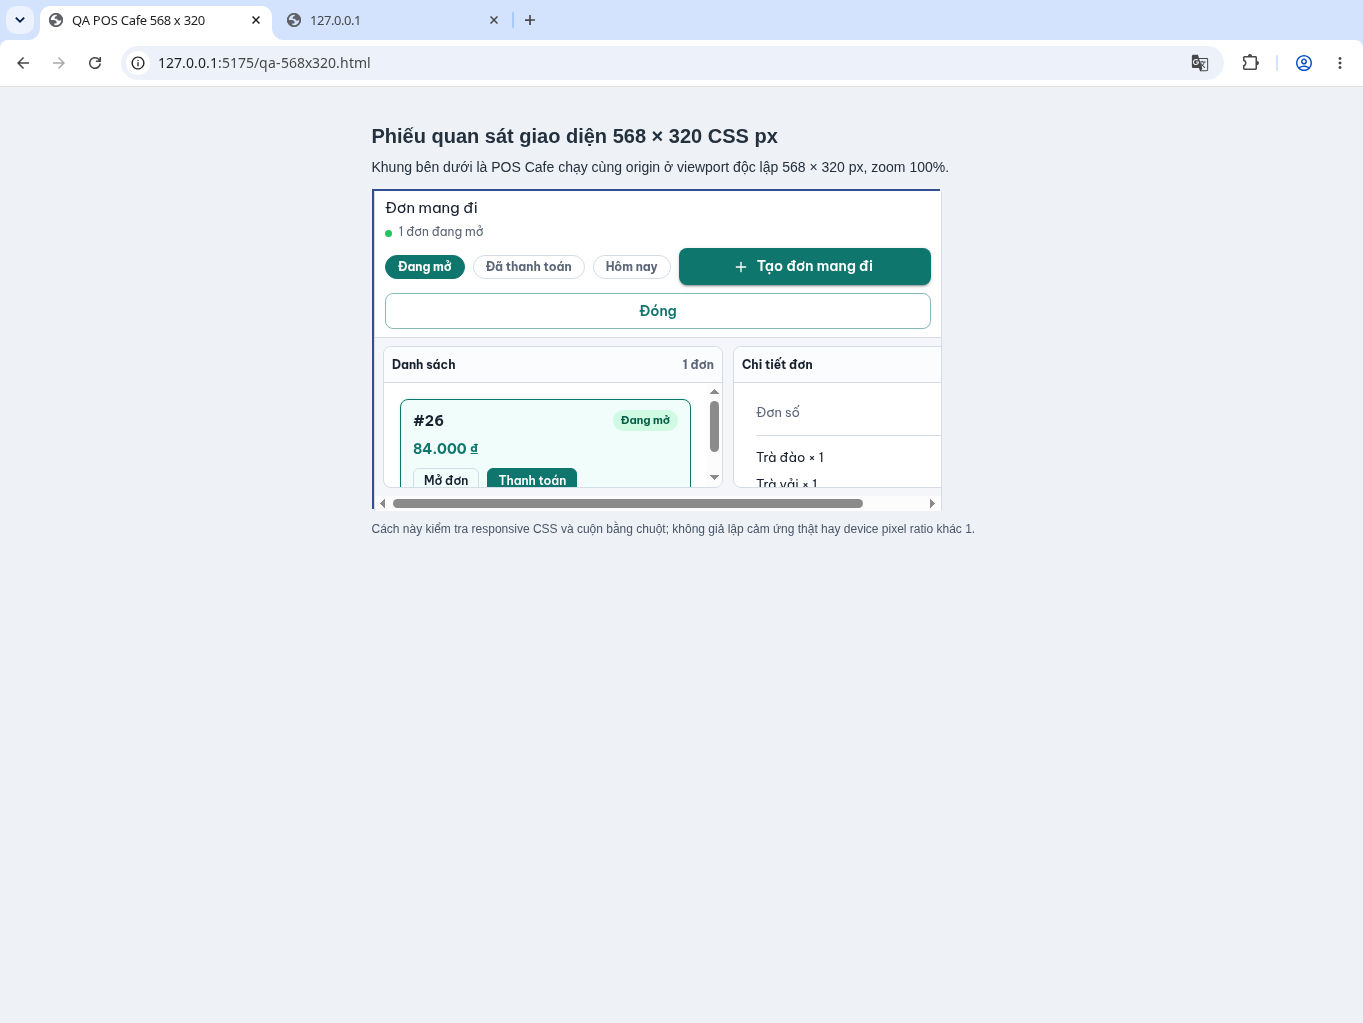 QA POS Cafe 568 x 320
127.0.0.1
127.0.0.1:5175/qa-568x320.html
Phiếu quan sát giao diện 568 × 320 CSS px
Khung bên dưới là POS Cafe chạy cùng origin ở viewport độc lập 568 × 320 px, zoom 100%.
Đơn mang đi
1 đơn đang mở
Đang mở Đã thanh toán Hôm nay + Tạo đơn mang đi
Đóng
Danh sách 1 đơn
#26 Đang mở
84.000 ₫
Mở đơn Thanh toán
Chi tiết đơn
Đơn số
Trà đào × 1
Trà vải × 1
Cách này kiểm tra responsive CSS và cuộn bằng chuột; không giả lập cảm ứng thật hay device pixel ratio khác 1.